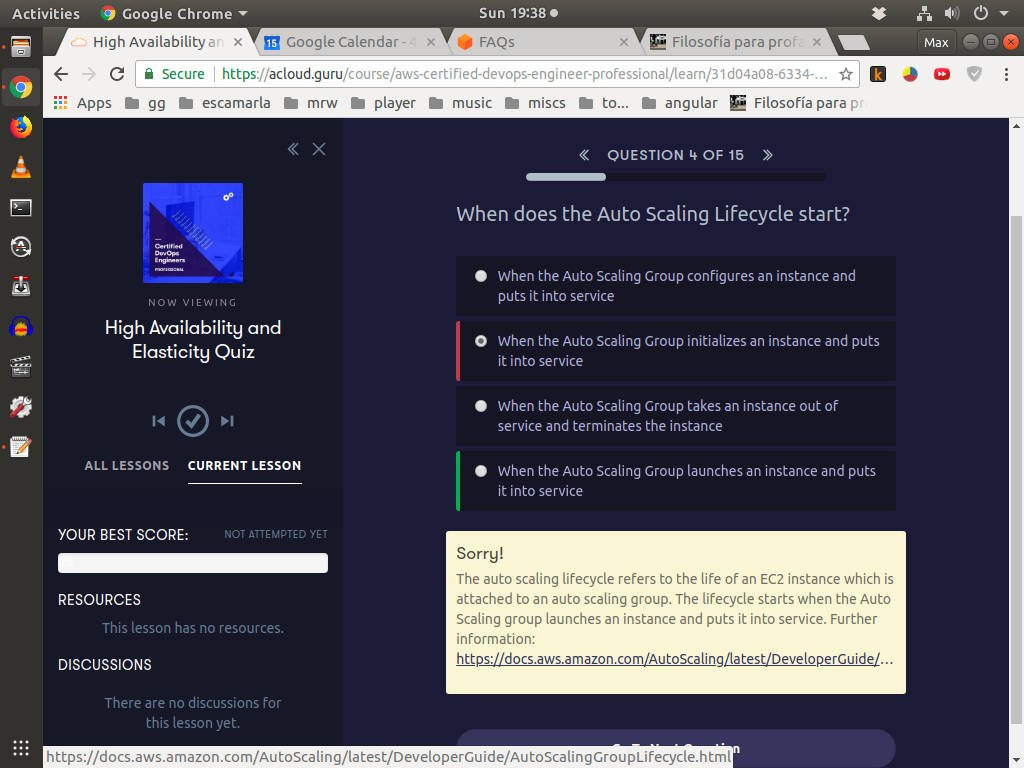 Activities Google Chrome Sun 19:38
High Availability an Google Calendar - 4 FAQs Filosofía para profa Max
Secure https://acloud.guru/course/aws-certified-devops-engineer-professional/learn/31d04a08-6334-...
Apps gg escamarla mrw player music miscs to... angular Filosofía para pr
QUESTION 4 OF 15
When does the Auto Scaling Lifecycle start?
When the Auto Scaling Group configures an instance and
puts it into service
When the Auto Scaling Group initializes an instance and puts
it into service
When the Auto Scaling Group takes an instance out of
service and terminates the instance
When the Auto Scaling Group launches an instance and puts
it into service
Sorry!
The auto scaling lifecycle refers to the life of an EC2 instance which is
attached to an auto scaling group. The lifecycle starts when the Auto
Scaling group launches an instance and puts it into service. Further
information:
https://docs.aws.amazon.com/AutoScaling/latest/DeveloperGuide/...
Certified
DevOps
Engineers
PROFESSIONAL
NOW VIEWING
High Availability and
Elasticity Quiz
ALL LESSONS CURRENT LESSON
YOUR BEST SCORE: NOT ATTEMPTED YET
RESOURCES
This lesson has no resources.
DISCUSSIONS
There are no discussions for
this lesson yet.
Go To Next Question
https://docs.aws.amazon.com/AutoScaling/latest/DeveloperGuide/AutoScalingGroupLifecycle.html